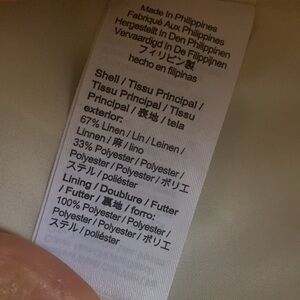 Made In Philippines
Fabriqué Aux Philippines
Hergestellt In Den Philippinen
Vervaardigd In De Filippijnen
フィリピン製
hecho en filipinas
Shell / Tissu Principal /
Tissu Principal / Tissu
Principal / 表地 / tela
exterior:
67% Linen / Lin / Leinen /
Linnen / 麻 / lino
33% Polyester / Polyester /
Polyester / Polyester / ポリエ
ステル / poliéster
Lining / Doublure / Futter
/ Futter / 裏地 / forro:
100% Polyester / Polyester /
Polyester / Polyester / ポリエ
ステル / poliéster